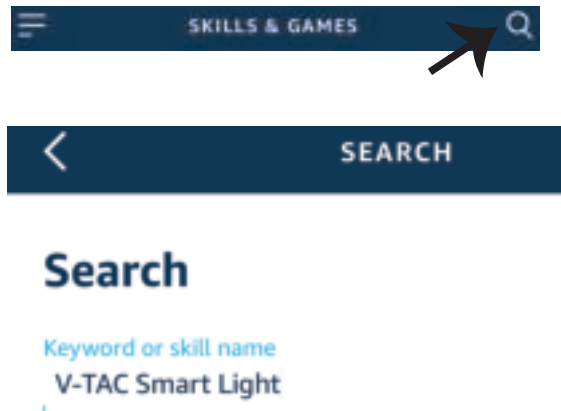 SKILLS & GAMES
SEARCH
Search
Keyword or skill name
V-TAC Smart Light